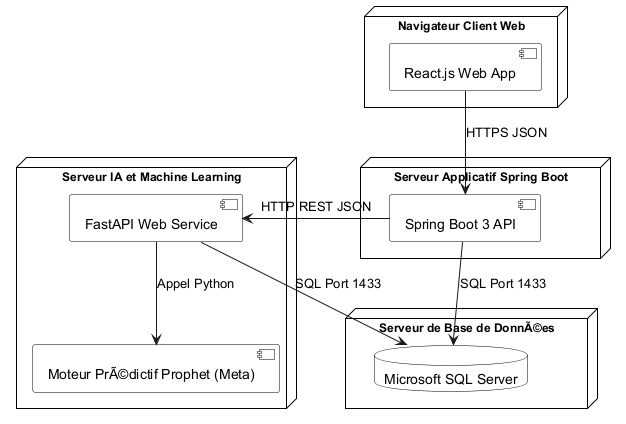 Navigateur Client Web
React.js Web App
HTTPS JSON
Serveur IA et Machine Learning
Serveur Applicatif Spring Boot
FastAPI Web Service
HTTP REST JSON
Spring Boot 3 API
Appel Python
SQL Port 1433
SQL Port 1433
Serveur de Base de DonnÃ©es
Moteur PrÃ©dictif Prophet (Meta)
Microsoft SQL Server